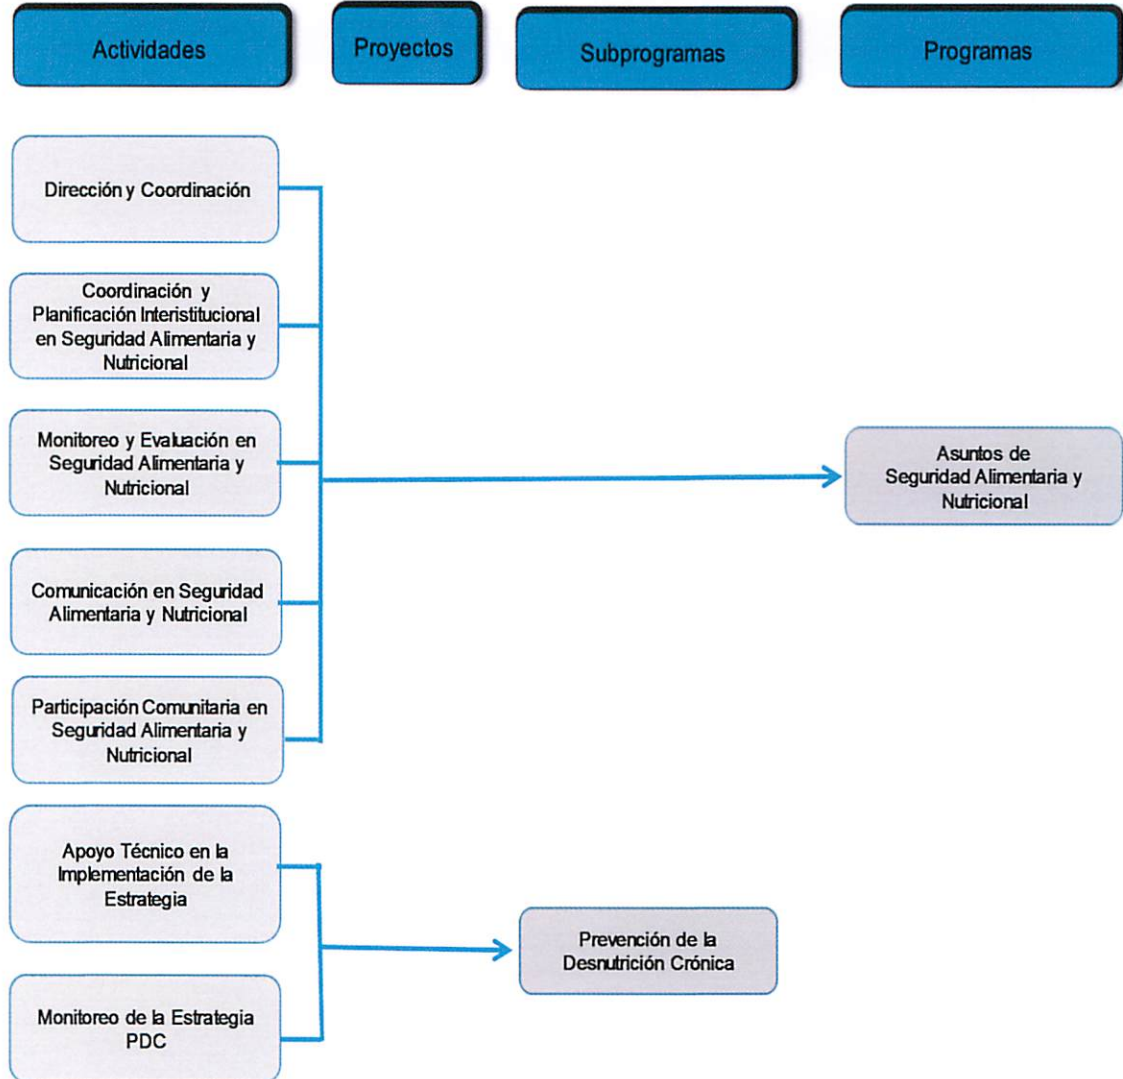 Actividades
Proyectos
Subprogramas
Programas
Dirección y Coordinación
Coordinación y
Planificación Interistitucional
en Seguridad Alimentaria y
Nutricional
Monitoreo y Evaluación en
Seguridad Alimentaria y
Nutricional
Asuntos de
Seguridad Alimentaria y
Nutricional
Comunicación en Seguridad
Alimentaria y Nutricional
Participación Comunitaria en
Seguridad Alimentaria y
Nutricional
Apoyo Técnico en la
Implementación de la
Estrategia
Prevención de la
Desnutrición Crónica
Monitoreo de la Estrategia
PDC